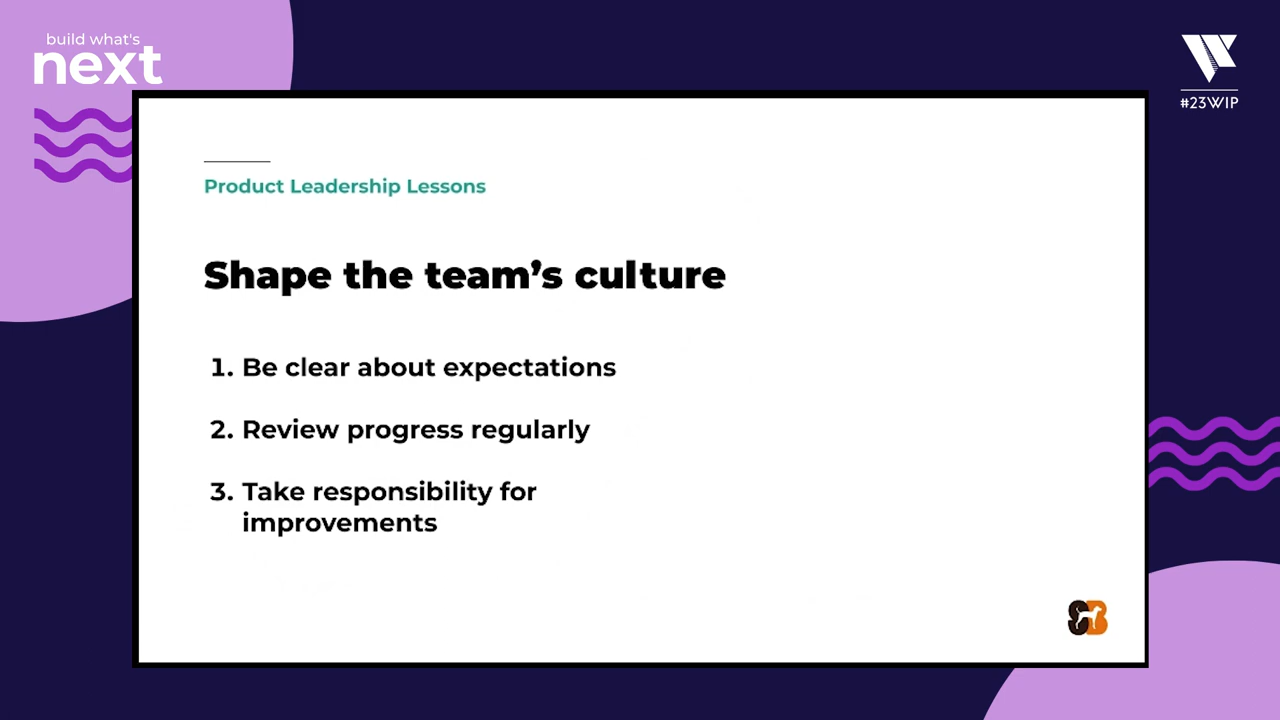 build what's
next
#23WIP
Product Leadership Lessons
Shape the team’s culture
1. Be clear about expectations
2. Review progress regularly
3. Take responsibility for
improvements
SB